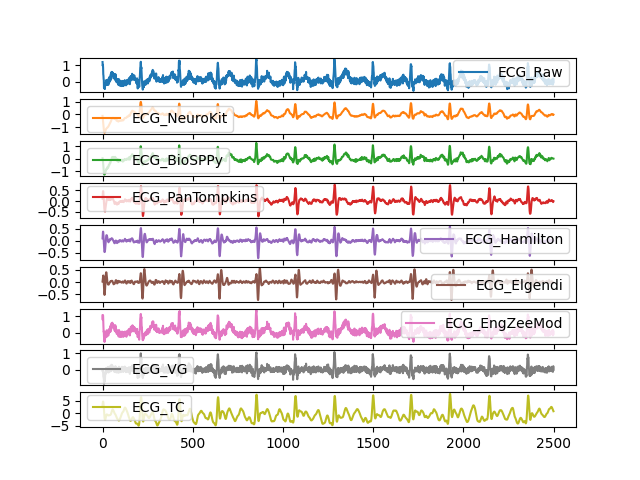 1
0
ECG_Raw
1
0
−1
ECG_NeuroKit
1
0
−1
ECG_BioSPPy
0.5
0.0
−0.5
ECG_PanTompkins
0.5
0.0
−0.5
ECG_Hamilton
0.5
0.0
−0.5
ECG_Elgendi
1
0
ECG_EngZeeMod
1
0
ECG_VG
5
0
−5
ECG_TC
0 500 1000 1500 2000 2500